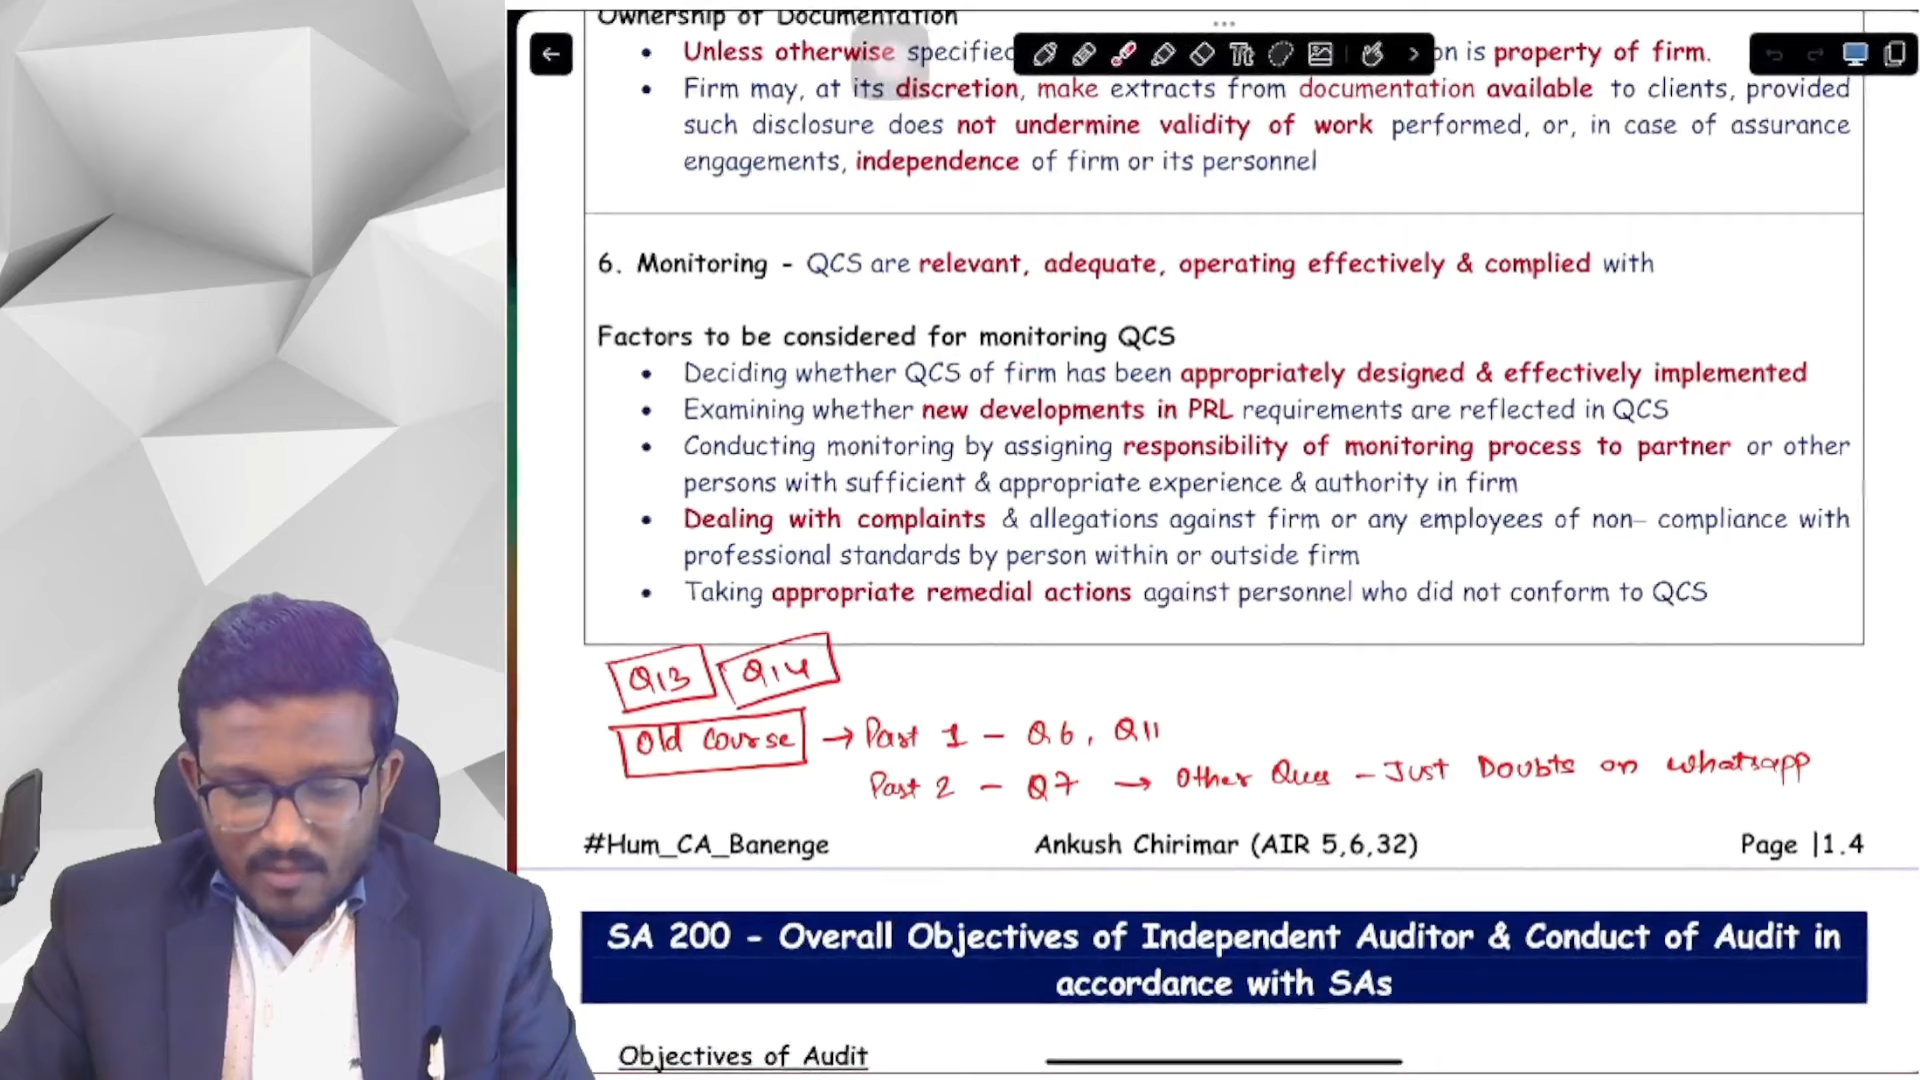 Ownership of Documentation
• Unless otherwise specified on is property of firm.
• Firm may, at its discretion, make extracts from documentation available to clients, provided
such disclosure does not undermine validity of work performed, or, in case of assurance
engagements, independence of firm or its personnel
6. Monitoring - QCS are relevant, adequate, operating effectively & complied with
Factors to be considered for monitoring QCS
• Deciding whether QCS of firm has been appropriately designed & effectively implemented
• Examining whether new developments in PRL requirements are reflected in QCS
• Conducting monitoring by assigning responsibility of monitoring process to partner or other
persons with sufficient & appropriate experience & authority in firm
• Dealing with complaints & allegations against firm or any employees of non– compliance with
professional standards by person within or outside firm
• Taking appropriate remedial actions against personnel who did not conform to QCS
Q13 Q14
Old Course → Part 1 - Q6, Q11
Part 2 - Q7 → Other Ques - Just Doubts on whatsapp
#Hum_CA_Banenge Ankush Chirimar (AIR 5,6,32) Page |1.4
SA 200 - Overall Objectives of Independent Auditor & Conduct of Audit in
accordance with SAs
Objectives of Audit